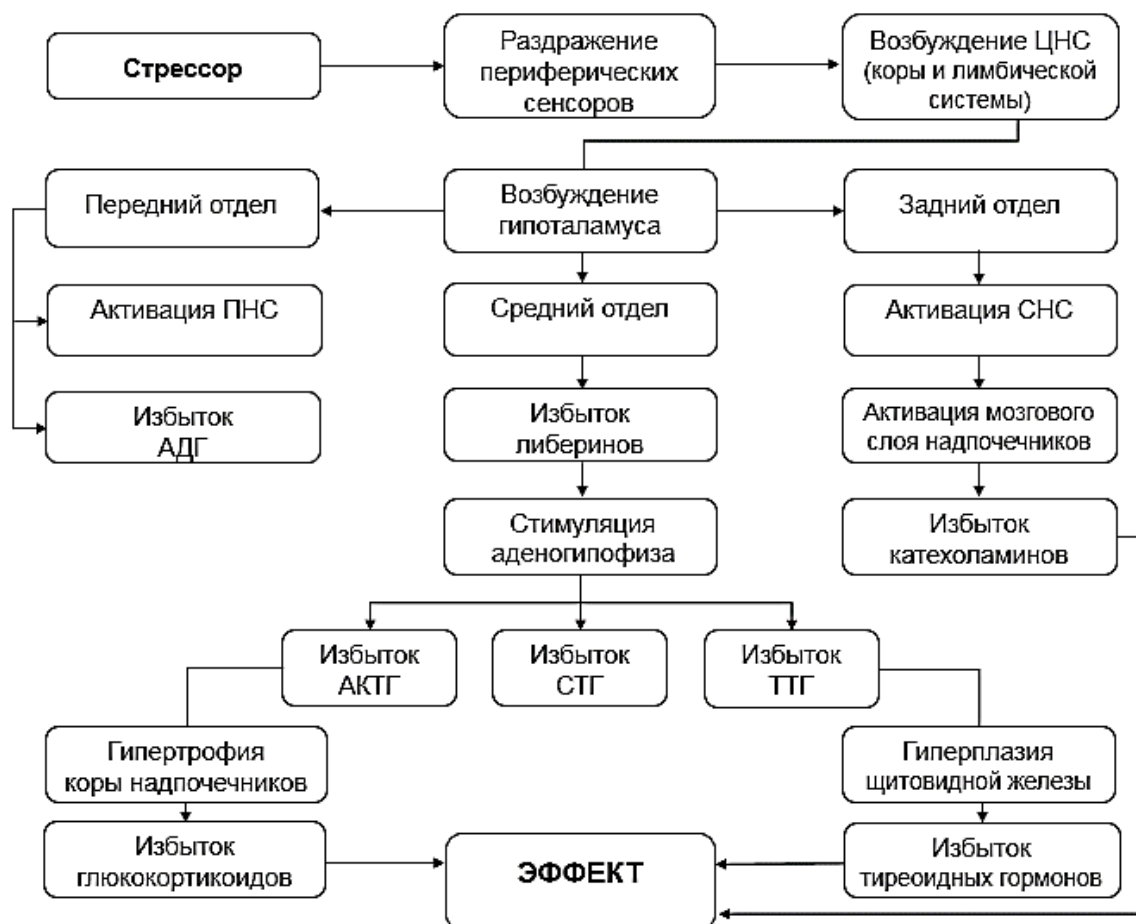 Стрессор
Раздражение
периферических
сенсоров
Возбуждение ЦНС
(коры и лимбической
системы)
Передний отдел
Возбуждение
гипоталамуса
Задний отдел
Активация ПНС
Средний отдел
Активация СНС
Избыток
АДГ
Избыток
либеринов
Активация мозгового
слоя надпочечников
Стимуляция
аденогипофиза
Избыток
катехоламинов
Избыток
АКТГ
Избыток
СТГ
Избыток
ТТГ
Гипертрофия
коры надпочечников
Гиперплазия
щитовидной железы
Избыток
глюкокортикоидов
ЭФФЕКТ
Избыток
тиреоидных гормонов